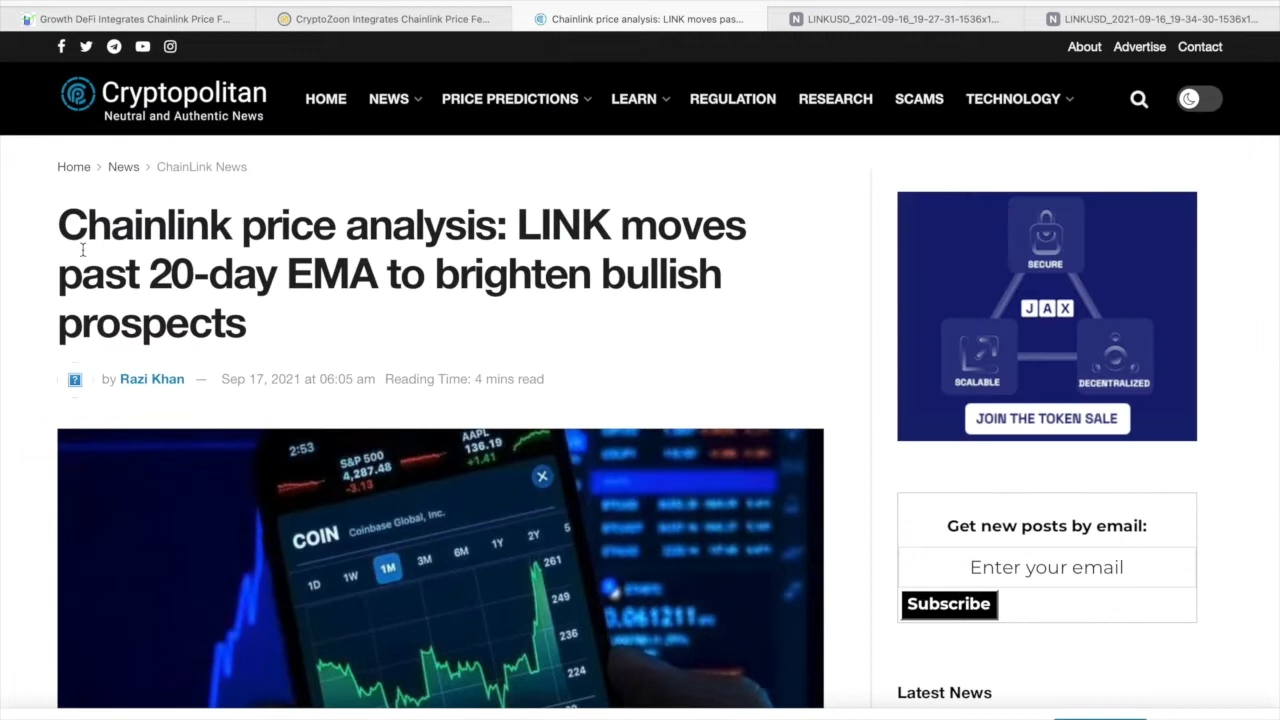 Growth DeFi Integrates Chainlink Price F...
CryptoZoon Integrates Chainlink Price Fe...
Chainlink price analysis: LINK moves pas...
LINKUSD_2021-09-16_19-27-31-1536x1...
LINKUSD_2021-09-16_19-34-30-1536x1...
About Advertise Contact
Cryptopolitan
Neutral and Authentic News
HOME NEWS PRICE PREDICTIONS LEARN REGULATION RESEARCH SCAMS TECHNOLOGY
Home > News > ChainLink News
Chainlink price analysis: LINK moves
past 20-day EMA to brighten bullish
prospects
by Razi Khan — Sep 17, 2021 at 06:05 am Reading Time: 4 mins read
2:53
S&P 500
4,287.48
-3.13
AAPL
136.19
+1.41
COIN Coinbase Global, Inc.
1D 1W 1M 3M 6M 1Y 2Y 5
261
249
236
224
0.061211
SECURE
JAX
SCALABLE
DECENTRALIZED
JOIN THE TOKEN SALE
Get new posts by email:
Enter your email
Subscribe
Latest News